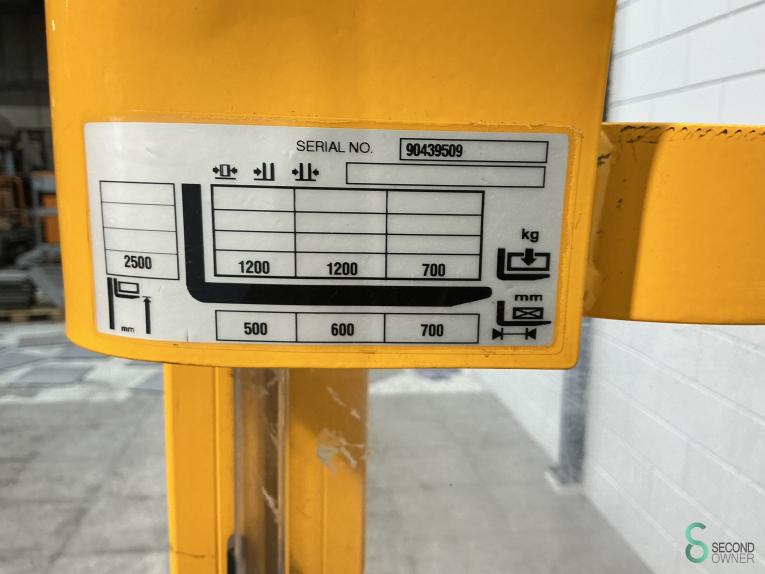 SERIAL NO. 90439509
kg
2500 1200 1200 700
mm
mm
500 600 700
SECOND
OWNER